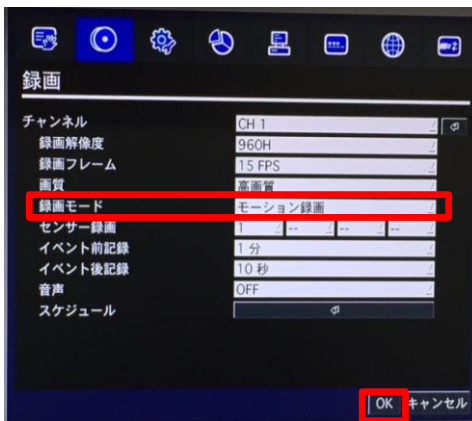 録画
チャンネル CH 1
録画解像度 960H
録画フレーム 15 FPS
画質 高画質
録画モード モーション録画
センサー録画 1 -- -- --
イベント前記録 1 分
イベント後記録 10 秒
音声 OFF
スケジュール
OK キャンセル